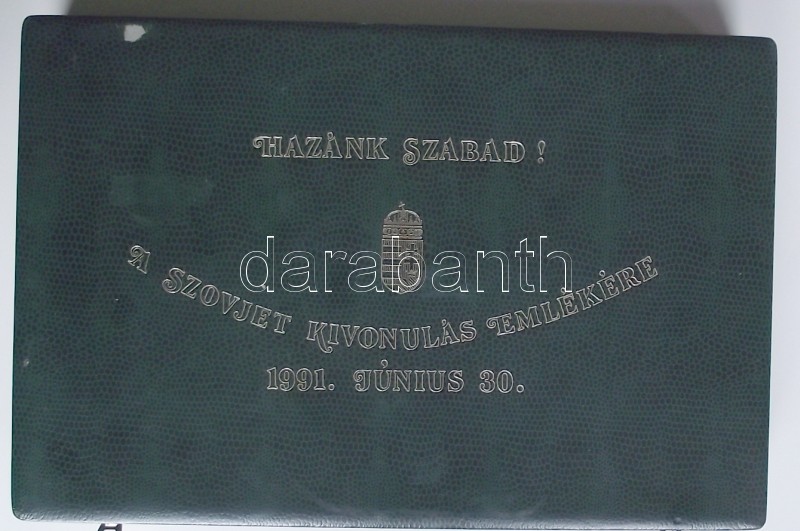 HAZÁNK SZABAD !
darabanth
A SZOVJET KIVONULÁS EMLÉKÉRE
1991. JÚNIUS 30.